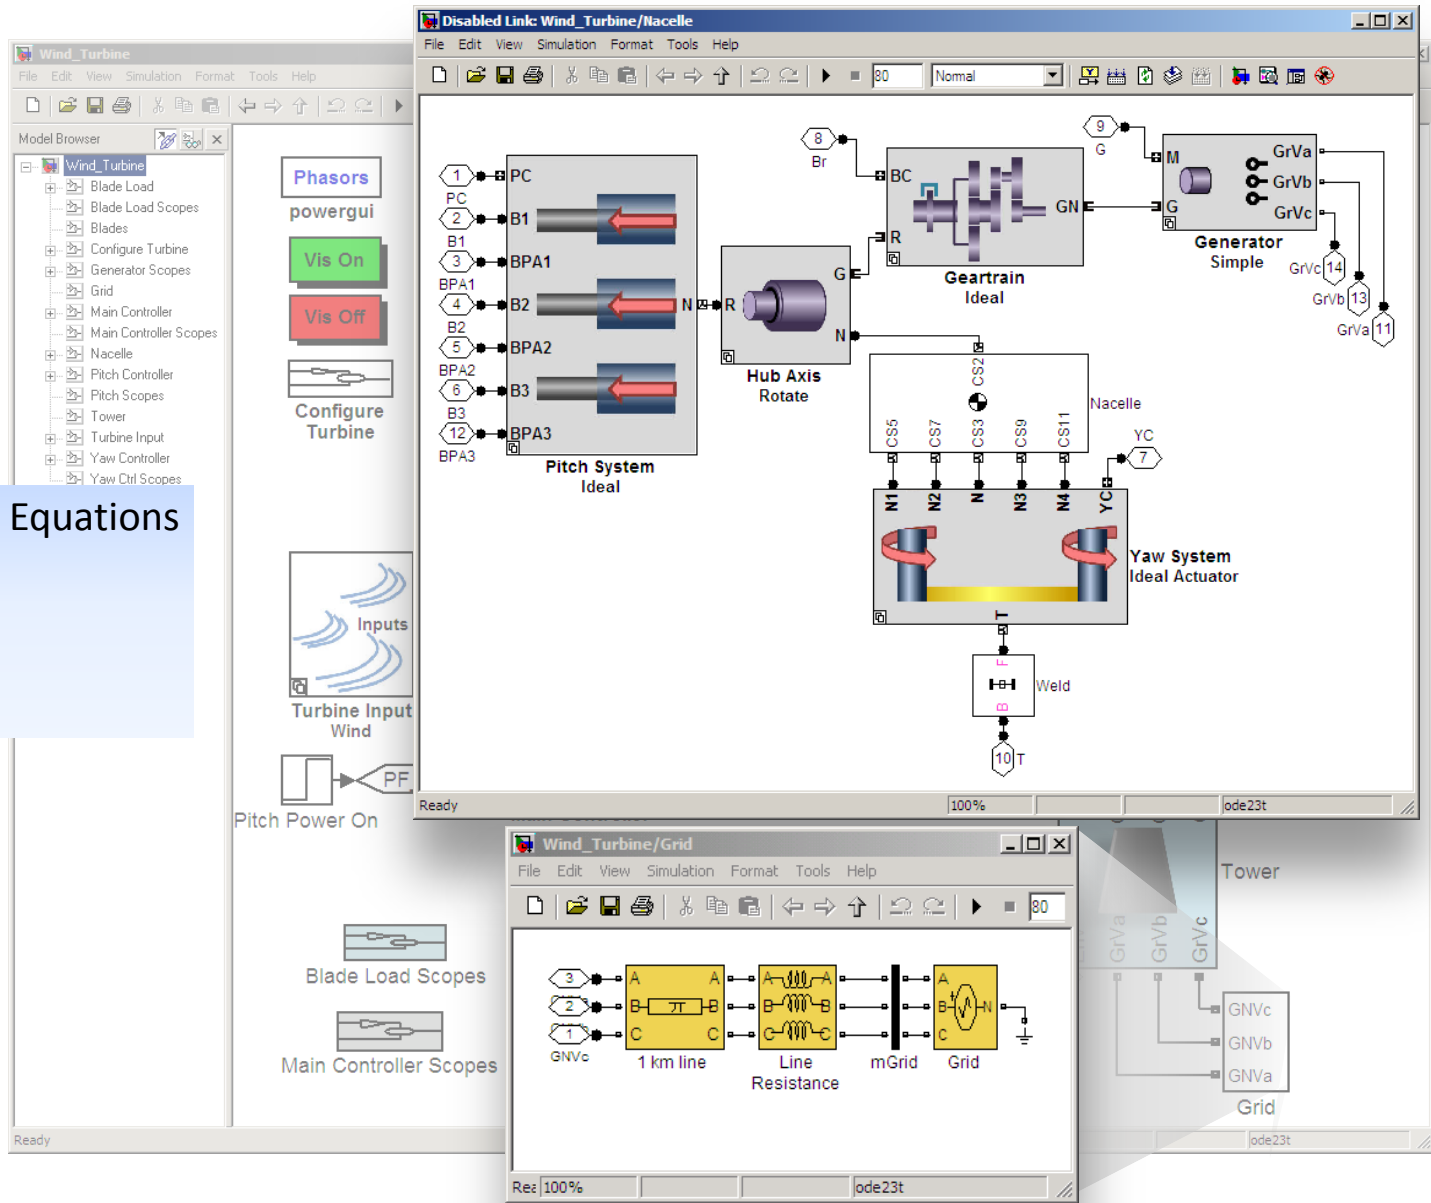 Disabled Link: Wind_Turbine/Nacelle
File Edit View Simulation Format Tools Help
80 Normal
1 PC
PC
2 B1
B1
3 BPA1
BPA1
4 B2
B2
5 BPA2
BPA2
6 B3
B3
12 BPA3
BPA3
N
Pitch System
Ideal
R G N
Hub Axis
Rotate
8
Br
BC R GN
Geartrain
Ideal
9
G
M G GrVa GrVb GrVc
Generator
Simple
GrVc 14
GrVb 13
GrVa 11
CS2
CS5 CS7 CS3 CS9 CS11
Nacelle
YC
7
N1 N2 N N3 N4 YC
T
Yaw System
Ideal Actuator
F
B
Weld
10 T
Ready 100% ode23t
Wind_Turbine
File Edit View Simulation Format Tools Help
Model Browser
Wind_Turbine
Blade Load
Blade Load Scopes
Blades
Configure Turbine
Generator Scopes
Grid
Main Controller
Main Controller Scopes
Nacelle
Pitch Controller
Pitch Scopes
Tower
Turbine Input
Yaw Controller
Yaw Ctrl Scopes
Equations
Phasors
powergui
Vis On
Vis Off
Configure
Turbine
Inputs
Turbine Input
Wind
PF
Pitch Power On
Blade Load Scopes
Main Controller Scopes
Tower
GrVa GrVb GrVc
GNVc
GNVb
GNVa
Grid
Ready ode23t
Wind_Turbine/Grid
File Edit View Simulation Format Tools Help
80
3 A A A A A
2 B B B B B N
1 C C C C C
GNVc
1 km line
Line
Resistance
mGrid
Grid
100% ode23t